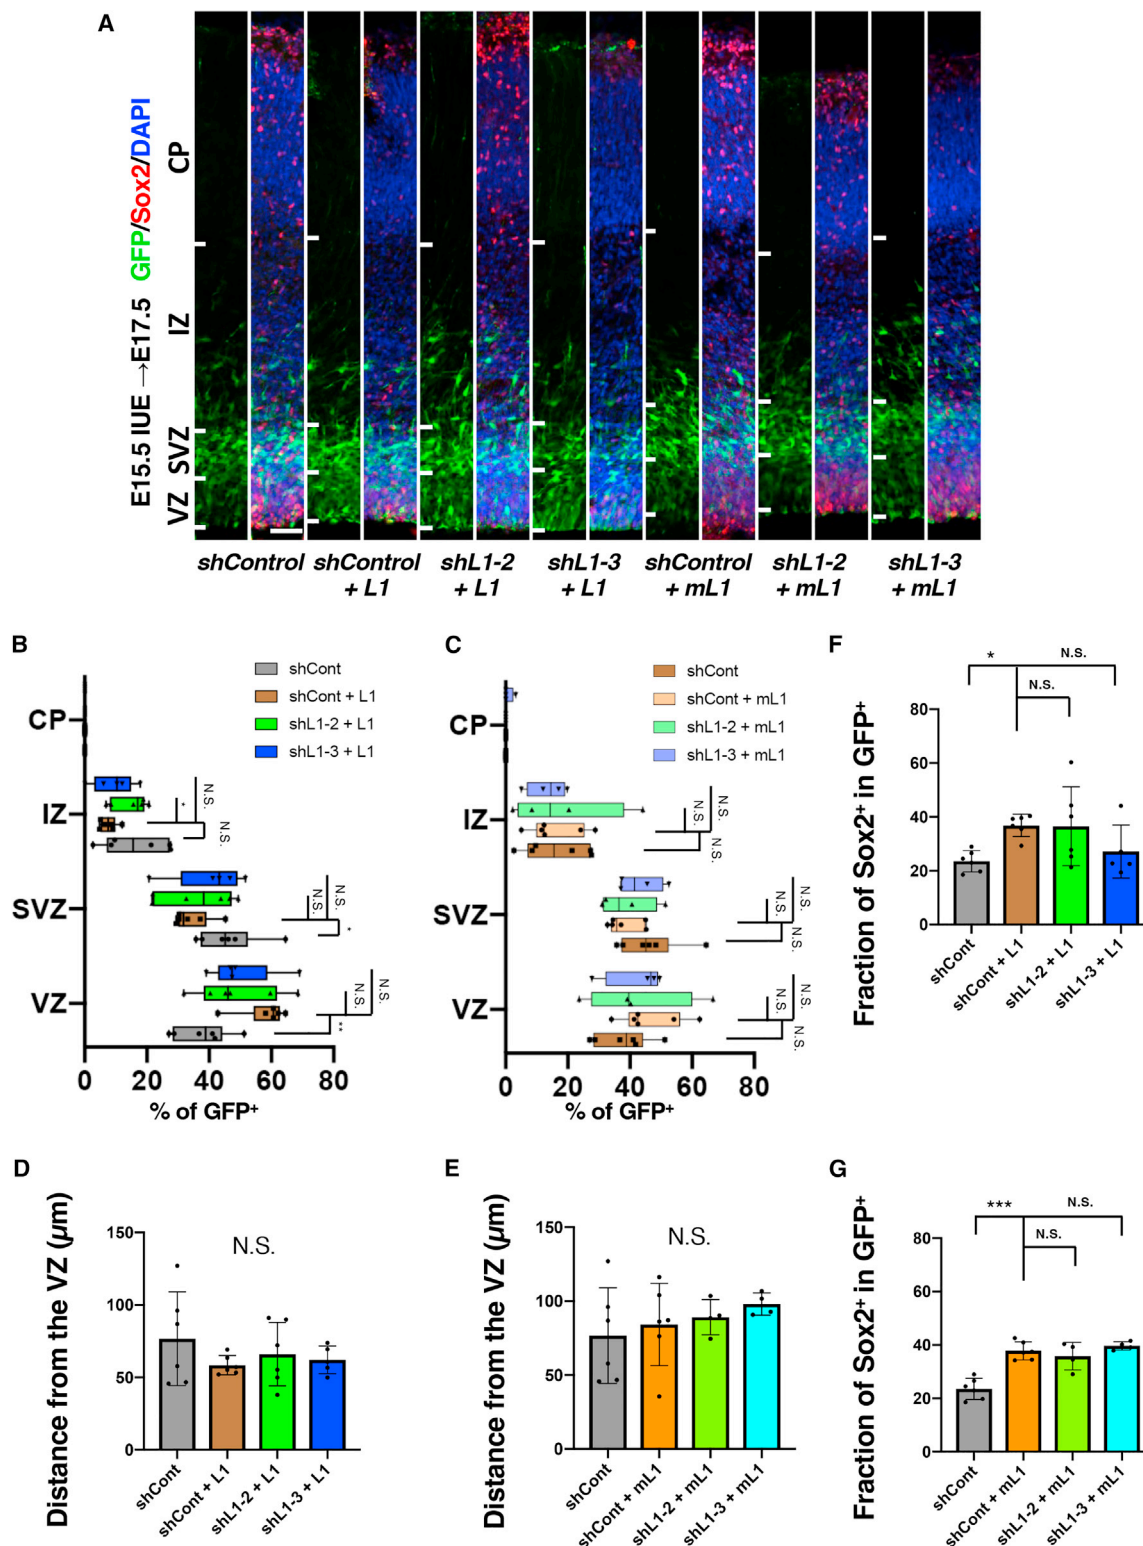 A
E15.5 IUE →E17.5 GFP/Sox2/DAPI
CP
IZ
SVZ
VZ
shControl
shControl
+ L1
shL1-2
+ L1
shL1-3
+ L1
shControl
+ mL1
shL1-2
+ mL1
shL1-3
+ mL1
B
shCont
shCont + L1
shL1-2 + L1
shL1-3 + L1
CP
IZ
SVZ
VZ
N.S.
*
N.S.
N.S.
N.S.
*
N.S.
N.S.
**
0 20 40 60 80
% of GFP+
C
shCont
shCont + mL1
shL1-2 + mL1
shL1-3 + mL1
CP
IZ
SVZ
VZ
N.S.
N.S.
N.S.
N.S.
N.S.
N.S.
N.S.
N.S.
N.S.
0 20 40 60 80
% of GFP+
F
Fraction of Sox2+ in GFP+
*
N.S.
N.S.
80
60
40
20
0
shCont
shCont + L1
shL1-2 + L1
shL1-3 + L1
D
Distance from the VZ (µm)
N.S.
150
100
50
0
shCont
shCont + L1
shL1-2 + L1
shL1-3 + L1
E
Distance from the VZ (µm)
N.S.
150
100
50
0
shCont
shCont + mL1
shL1-2 + mL1
shL1-3 + mL1
G
Fraction of Sox2+ in GFP+
***
N.S.
N.S.
80
60
40
20
0
shCont
shCont + mL1
shL1-2 + mL1
shL1-3 + mL1